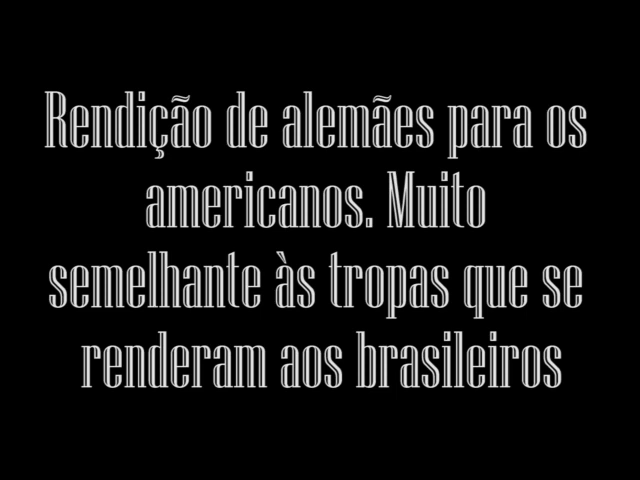 Rendição de alemães para os
americanos. Muito
semelhante às tropas que se
renderam aos brasileiros